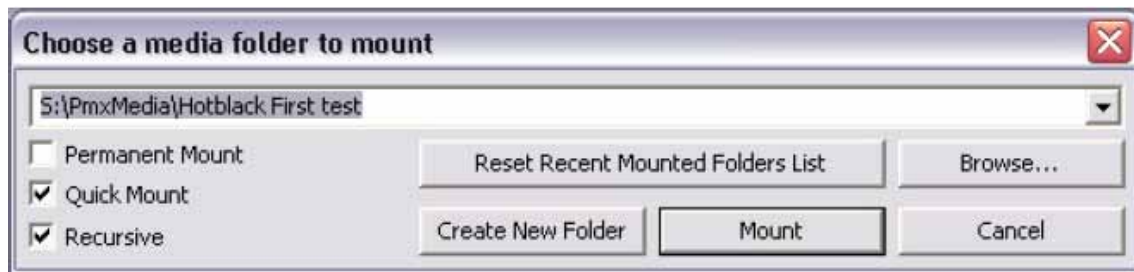 Choose a media folder to mount
S:\PmxMedia\Hotblack First test
Permanent Mount
Reset Recent Mounted Folders List
Browse...
Quick Mount
Recursive
Create New Folder
Mount
Cancel